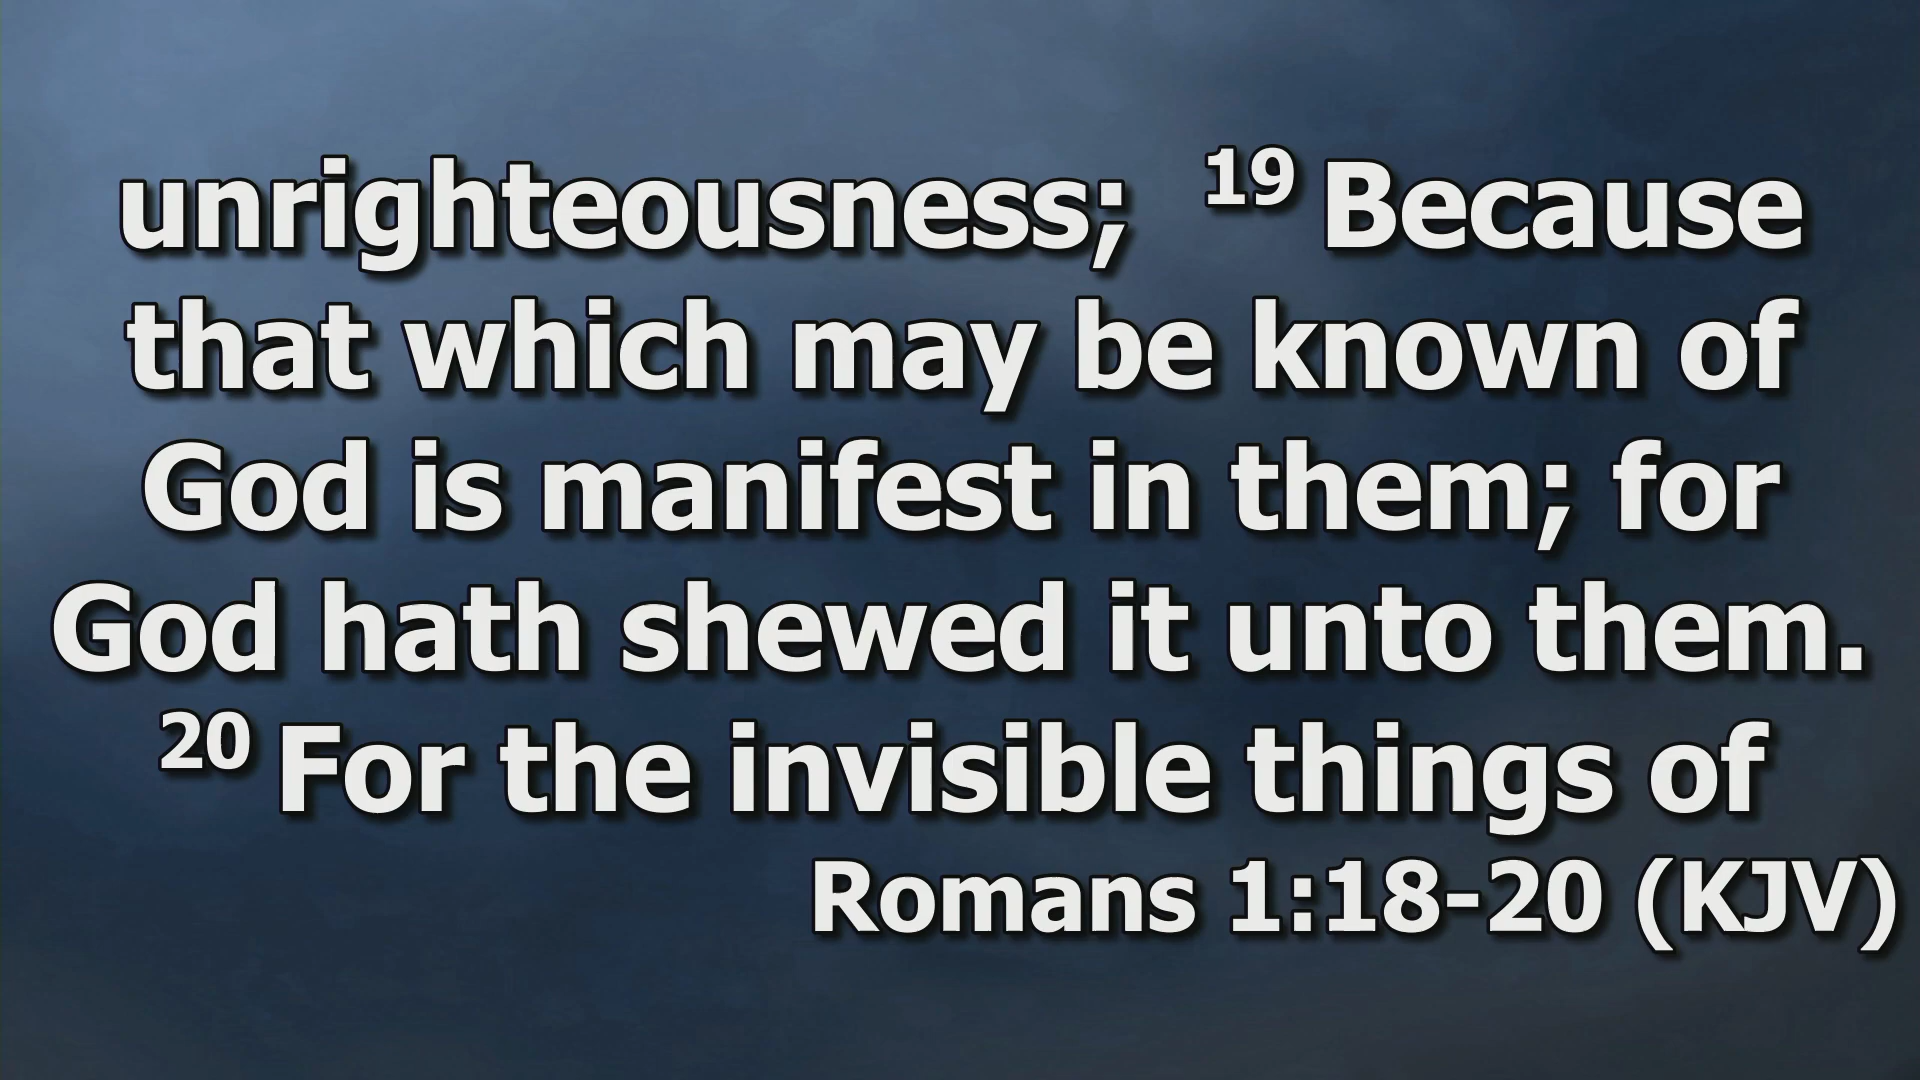 unrighteousness; 19 Because
that which may be known of
God is manifest in them; for
God hath shewed it unto them.
20 For the invisible things of
Romans 1:18-20 (KJV)